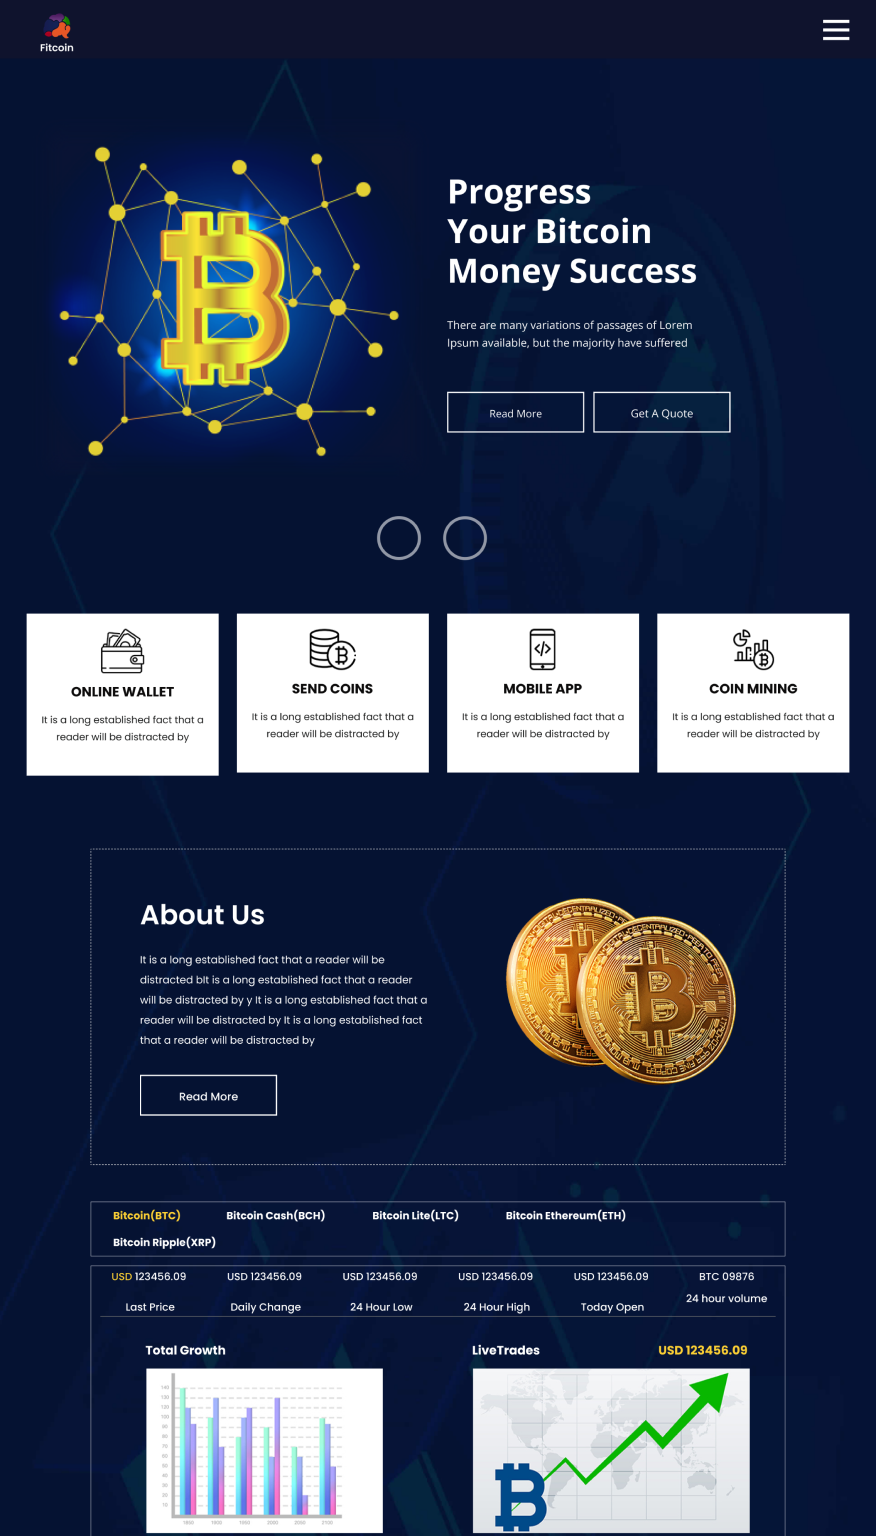 Fitcoin
Progress
Your Bitcoin
Money Success
There are many variations of passages of Lorem
Ipsum available, but the majority have suffered
Read More
Get A Quote
ONLINE WALLET
It is a long established fact that a
reader will be distracted by
SEND COINS
It is a long established fact that a
reader will be distracted by
MOBILE APP
It is a long established fact that a
reader will be distracted by
COIN MINING
It is a long established fact that a
reader will be distracted by
About Us
It is a long established fact that a reader will be
distracted bIt is a long established fact that a reader
will be distracted by y It is a long established fact that a
reader will be distracted by It is a long established fact
that a reader will be distracted by
Read More
Bitcoin(BTC)
Bitcoin Cash(BCH)
Bitcoin Lite(LTC)
Bitcoin Ethereum(ETH)
Bitcoin Ripple(XRP)
USD 123456.09
Last Price
USD 123456.09
Daily Change
USD 123456.09
24 Hour Low
USD 123456.09
24 Hour High
USD 123456.09
Today Open
BTC 09876
24 hour volume
Total Growth
LiveTrades
USD 123456.09